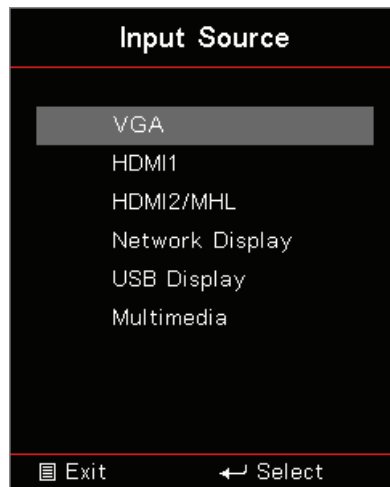 Input Source
VGA
HDMI1
HDMI2/MHL
Network Display
USB Display
Multimedia
Exit Select